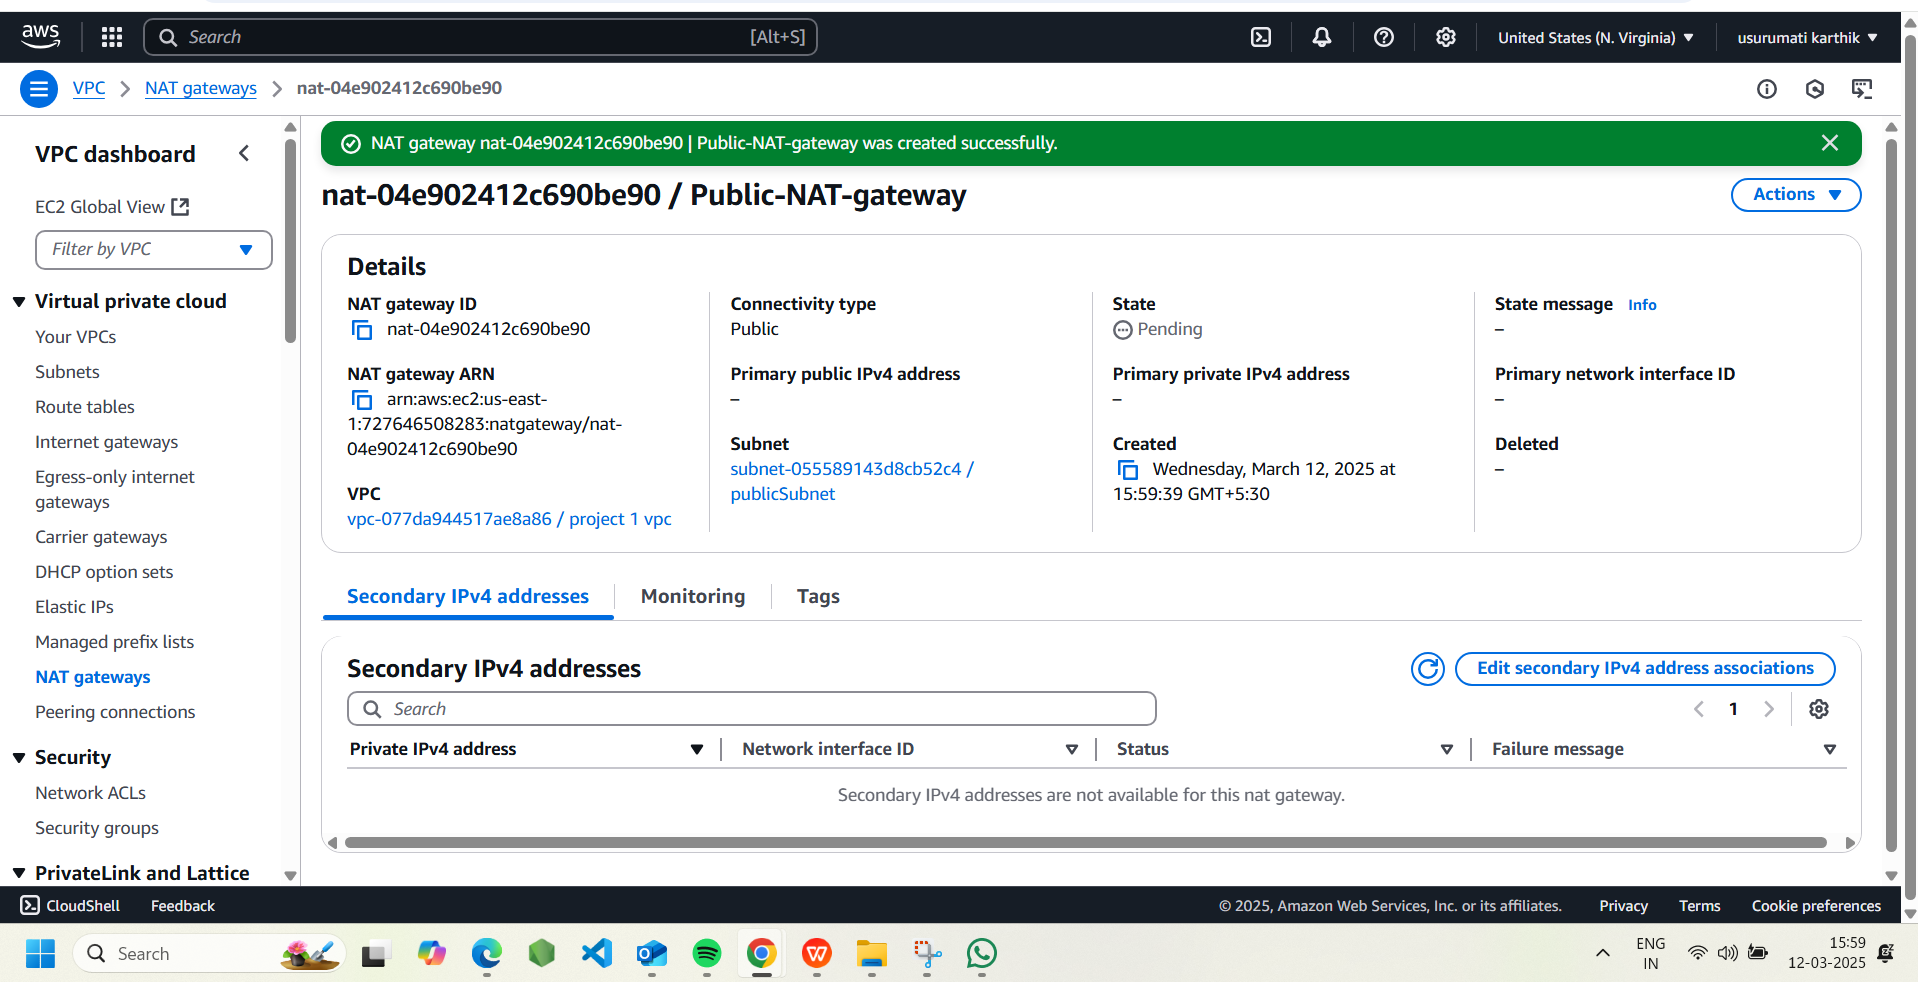 aws
Search [Alt+S]
United States (N. Virginia)
usurumati karthik
VPC
NAT gateways
nat-04e902412c690be90
VPC dashboard
EC2 Global View
Filter by VPC
Virtual private cloud
Your VPCs
Subnets
Route tables
Internet gateways
Egress-only internet
gateways
Carrier gateways
DHCP option sets
Elastic IPs
Managed prefix lists
NAT gateways
Peering connections
Security
Network ACLs
Security groups
PrivateLink and Lattice
NAT gateway nat-04e902412c690be90 | Public-NAT-gateway was created successfully.
nat-04e902412c690be90 / Public-NAT-gateway
Actions
Details
NAT gateway ID
nat-04e902412c690be90
NAT gateway ARN
arn:aws:ec2:us-east-
1:727646508283:natgateway/nat-
04e902412c690be90
VPC
vpc-077da944517ae8a86 / project 1 vpc
Connectivity type
Public
Primary public IPv4 address
–
Subnet
subnet-055589143d8cb52c4 /
publicSubnet
State
Pending
Primary private IPv4 address
–
Created
Wednesday, March 12, 2025 at
15:59:39 GMT+5:30
State message Info
–
Primary network interface ID
–
Deleted
–
Secondary IPv4 addresses
Monitoring
Tags
Secondary IPv4 addresses
Edit secondary IPv4 address associations
Search
1
Private IPv4 address
Network interface ID
Status
Failure message
Secondary IPv4 addresses are not available for this nat gateway.
CloudShell
Feedback
© 2025, Amazon Web Services, Inc. or its affiliates.
Privacy
Terms
Cookie preferences
Search
ENG
IN
15:59
12-03-2025